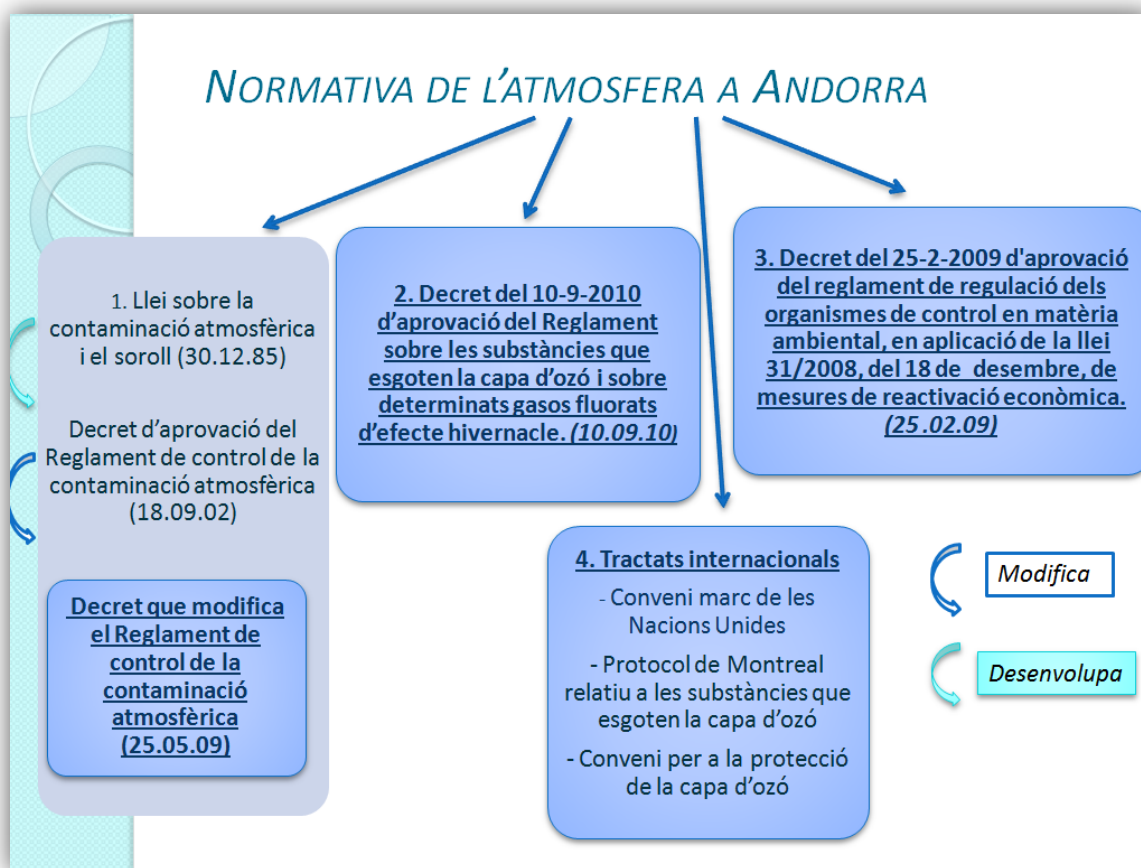 NORMATIVA DE L'ATMOSFERA A ANDORRA
1. Llei sobre la
contaminació atmosfèrica
i el soroll (30.12.85)
Decret d'aprovació del
Reglament de control de la
contaminació atmosfèrica
(18.09.02)
Decret que modifica
el Reglament de
control de la
contaminació
atmosfèrica
(25.05.09)
2. Decret del 10-9-2010
d'aprovació del Reglament
sobre les substàncies que
esgoten la capa d'ozó i sobre
determinats gasos fluorats
d'efecte hivernacle. (10.09.10)
3. Decret del 25-2-2009 d'aprovació
del reglament de regulació dels
organismes de control en matèria
ambiental, en aplicació de la llei
31/2008, del 18 de desembre, de
mesures de reactivació econòmica.
(25.02.09)
4. Tractats internacionals
- Conveni marc de les
Nacions Unides
- Protocol de Montreal
relatiu a les substàncies que
esgoten la capa d'ozó
- Conveni per a la protecció
de la capa d'ozó
Modifica
Desenvolupa